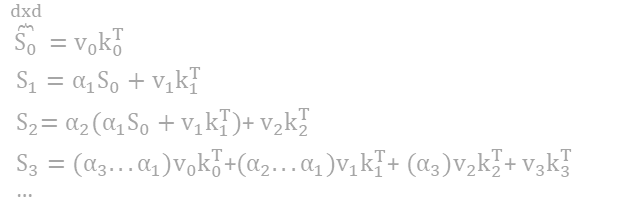 dxd
S₀ = v₀k₀ᵀ
S₁ = α₁S₀ + v₁k₁ᵀ
S₂= α₂(α₁S₀ + v₁k₁ᵀ)+ v₂k₂ᵀ
S₃ = (α₃...α₁)v₀k₀ᵀ+(α₂...α₁)v₁k₁ᵀ+ (α₃)v₂k₂ᵀ+ v₃k₃ᵀ
...